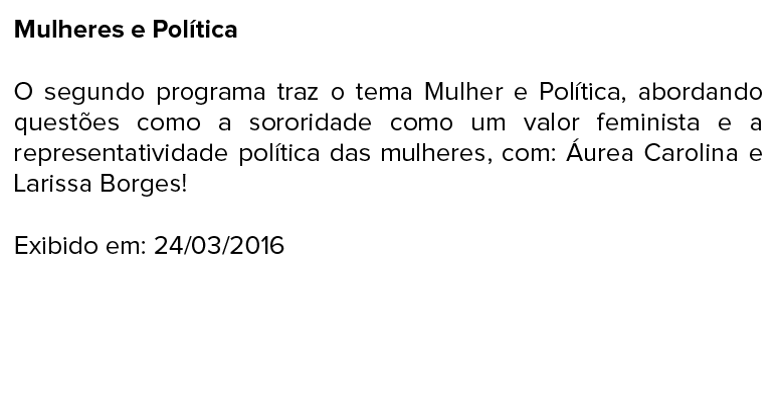 Mulheres e Política
O segundo programa traz o tema Mulher e Política, abordando
questões como a sororidade como um valor feminista e a
representatividade política das mulheres, com: Áurea Carolina e
Larissa Borges!
Exibido em: 24/03/2016